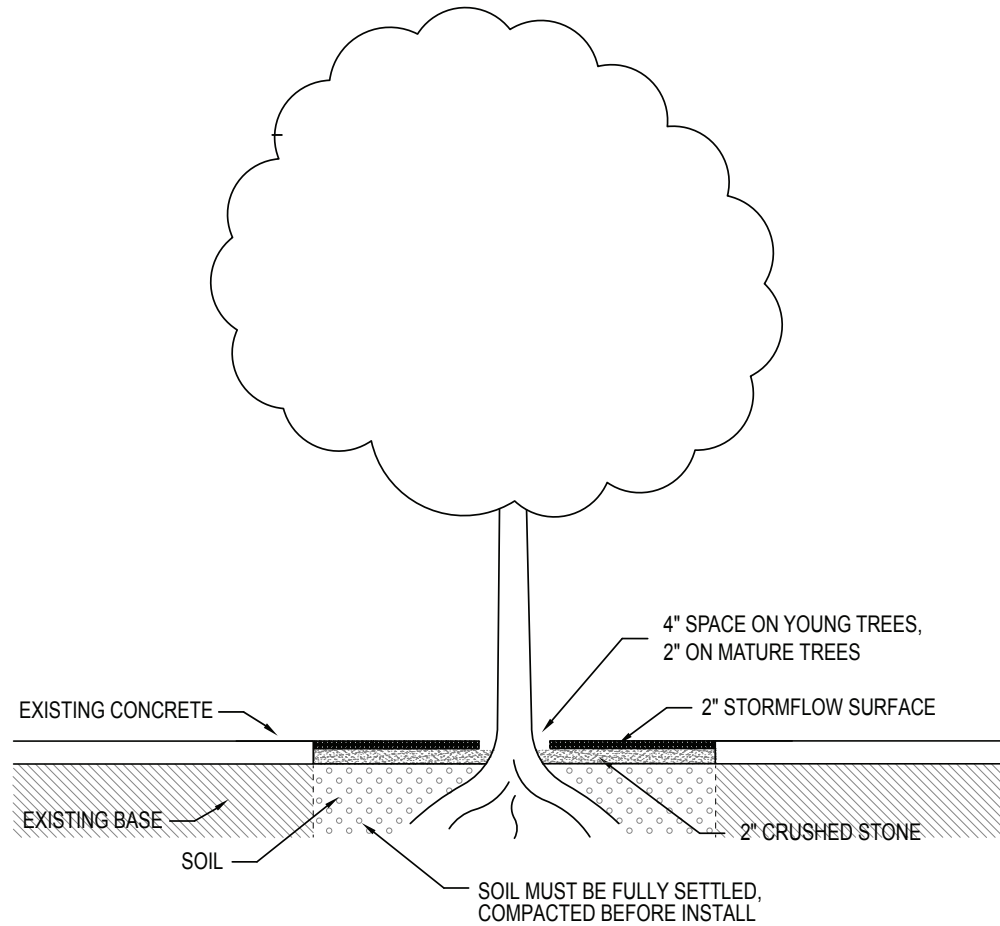 4" SPACE ON YOUNG TREES,
2" ON MATURE TREES
EXISTING CONCRETE
2" STORMFLOW SURFACE
EXISTING BASE
2" CRUSHED STONE
SOIL
SOIL MUST BE FULLY SETTLED,
COMPACTED BEFORE INSTALL